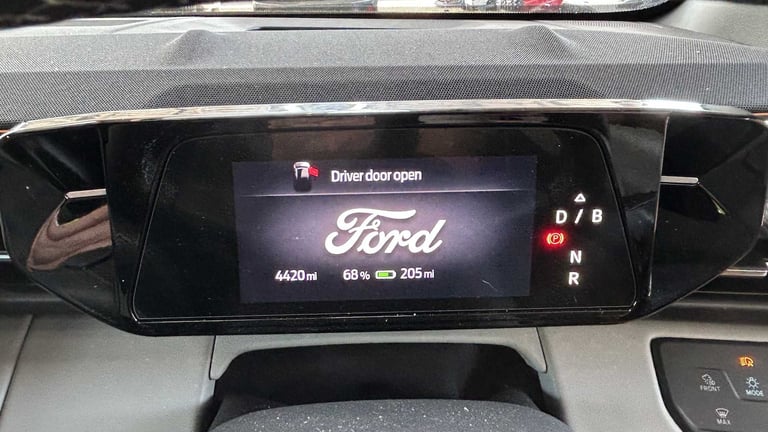 Driver door open
Ford
4420 mi 68 % 205 mi
D / B
P
N
R
FRONT
MODE
MAX